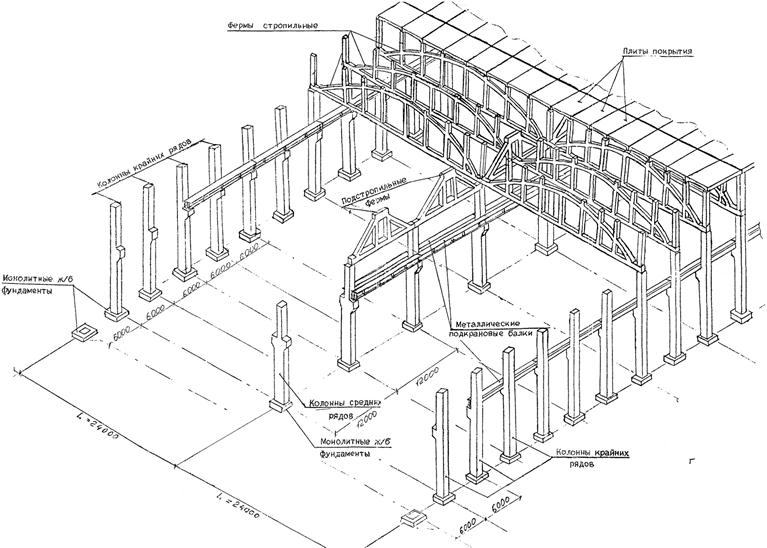 Фермы стропильные
Плиты покрытия
Колонны крайних рядов
Подстропильные
фермы
Монолитные ж/б
фундаменты
6000
6000
6000
6000
6000
Металлические
подкрановые балки
12000
12000
Колонны средних
рядов
Монолитные ж/б
фундаменты
Колонны крайних
рядов
L = 24000
L = 24000
6000
6000
г